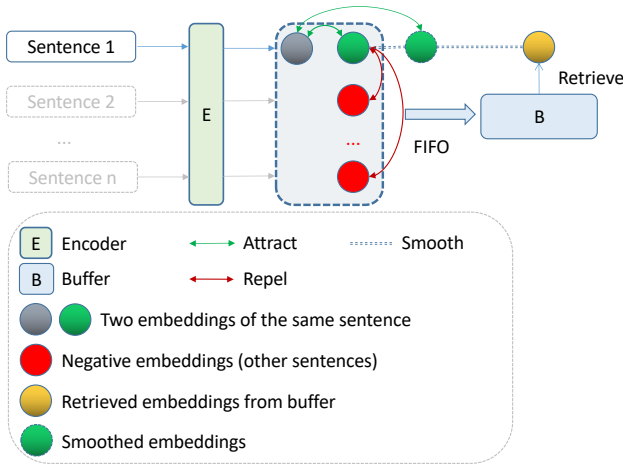 Sentence 1
Sentence 2
...
Sentence n
E
...
FIFO
B
Retrieve
E Encoder
Attract
Smooth
B Buffer
Repel
Two embeddings of the same sentence
Negative embeddings (other sentences)
Retrieved embeddings from buffer
Smoothed embeddings